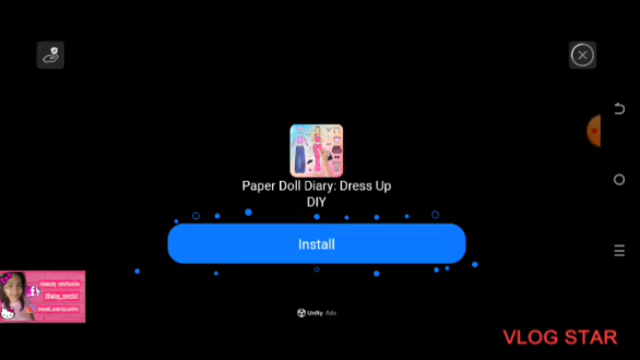 Paper Doll Diary: Dress Up
DIY
Install
Unity Ads
VLOG STAR